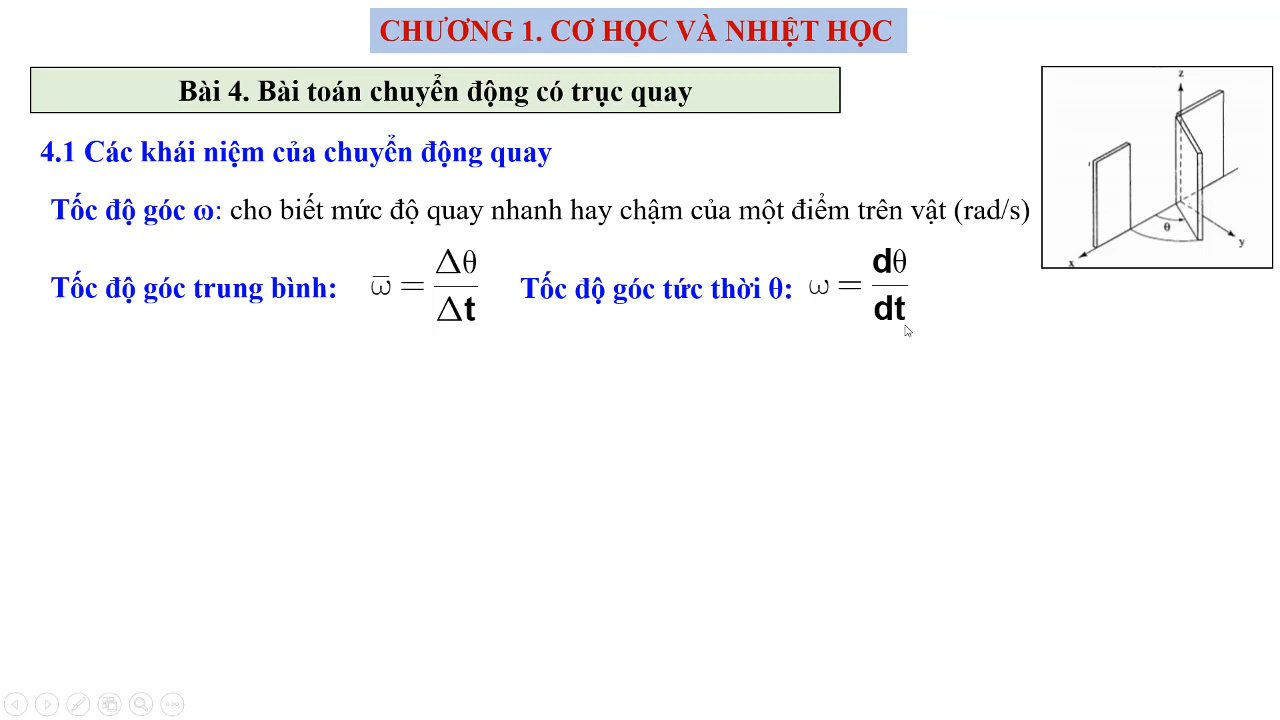 CHƯƠNG 1. CƠ HỌC VÀ NHIỆT HỌC
Bài 4. Bài toán chuyển động có trục quay
4.1 Các khái niệm của chuyển động quay
Tốc độ góc ω: cho biết mức độ quay nhanh hay chậm của một điểm trên vật (rad/s)
Tốc độ góc trung bình: ω̅ = Δθ / Δt Tốc độ góc tức thời θ: ω = dθ / dt
z
θ
y
x